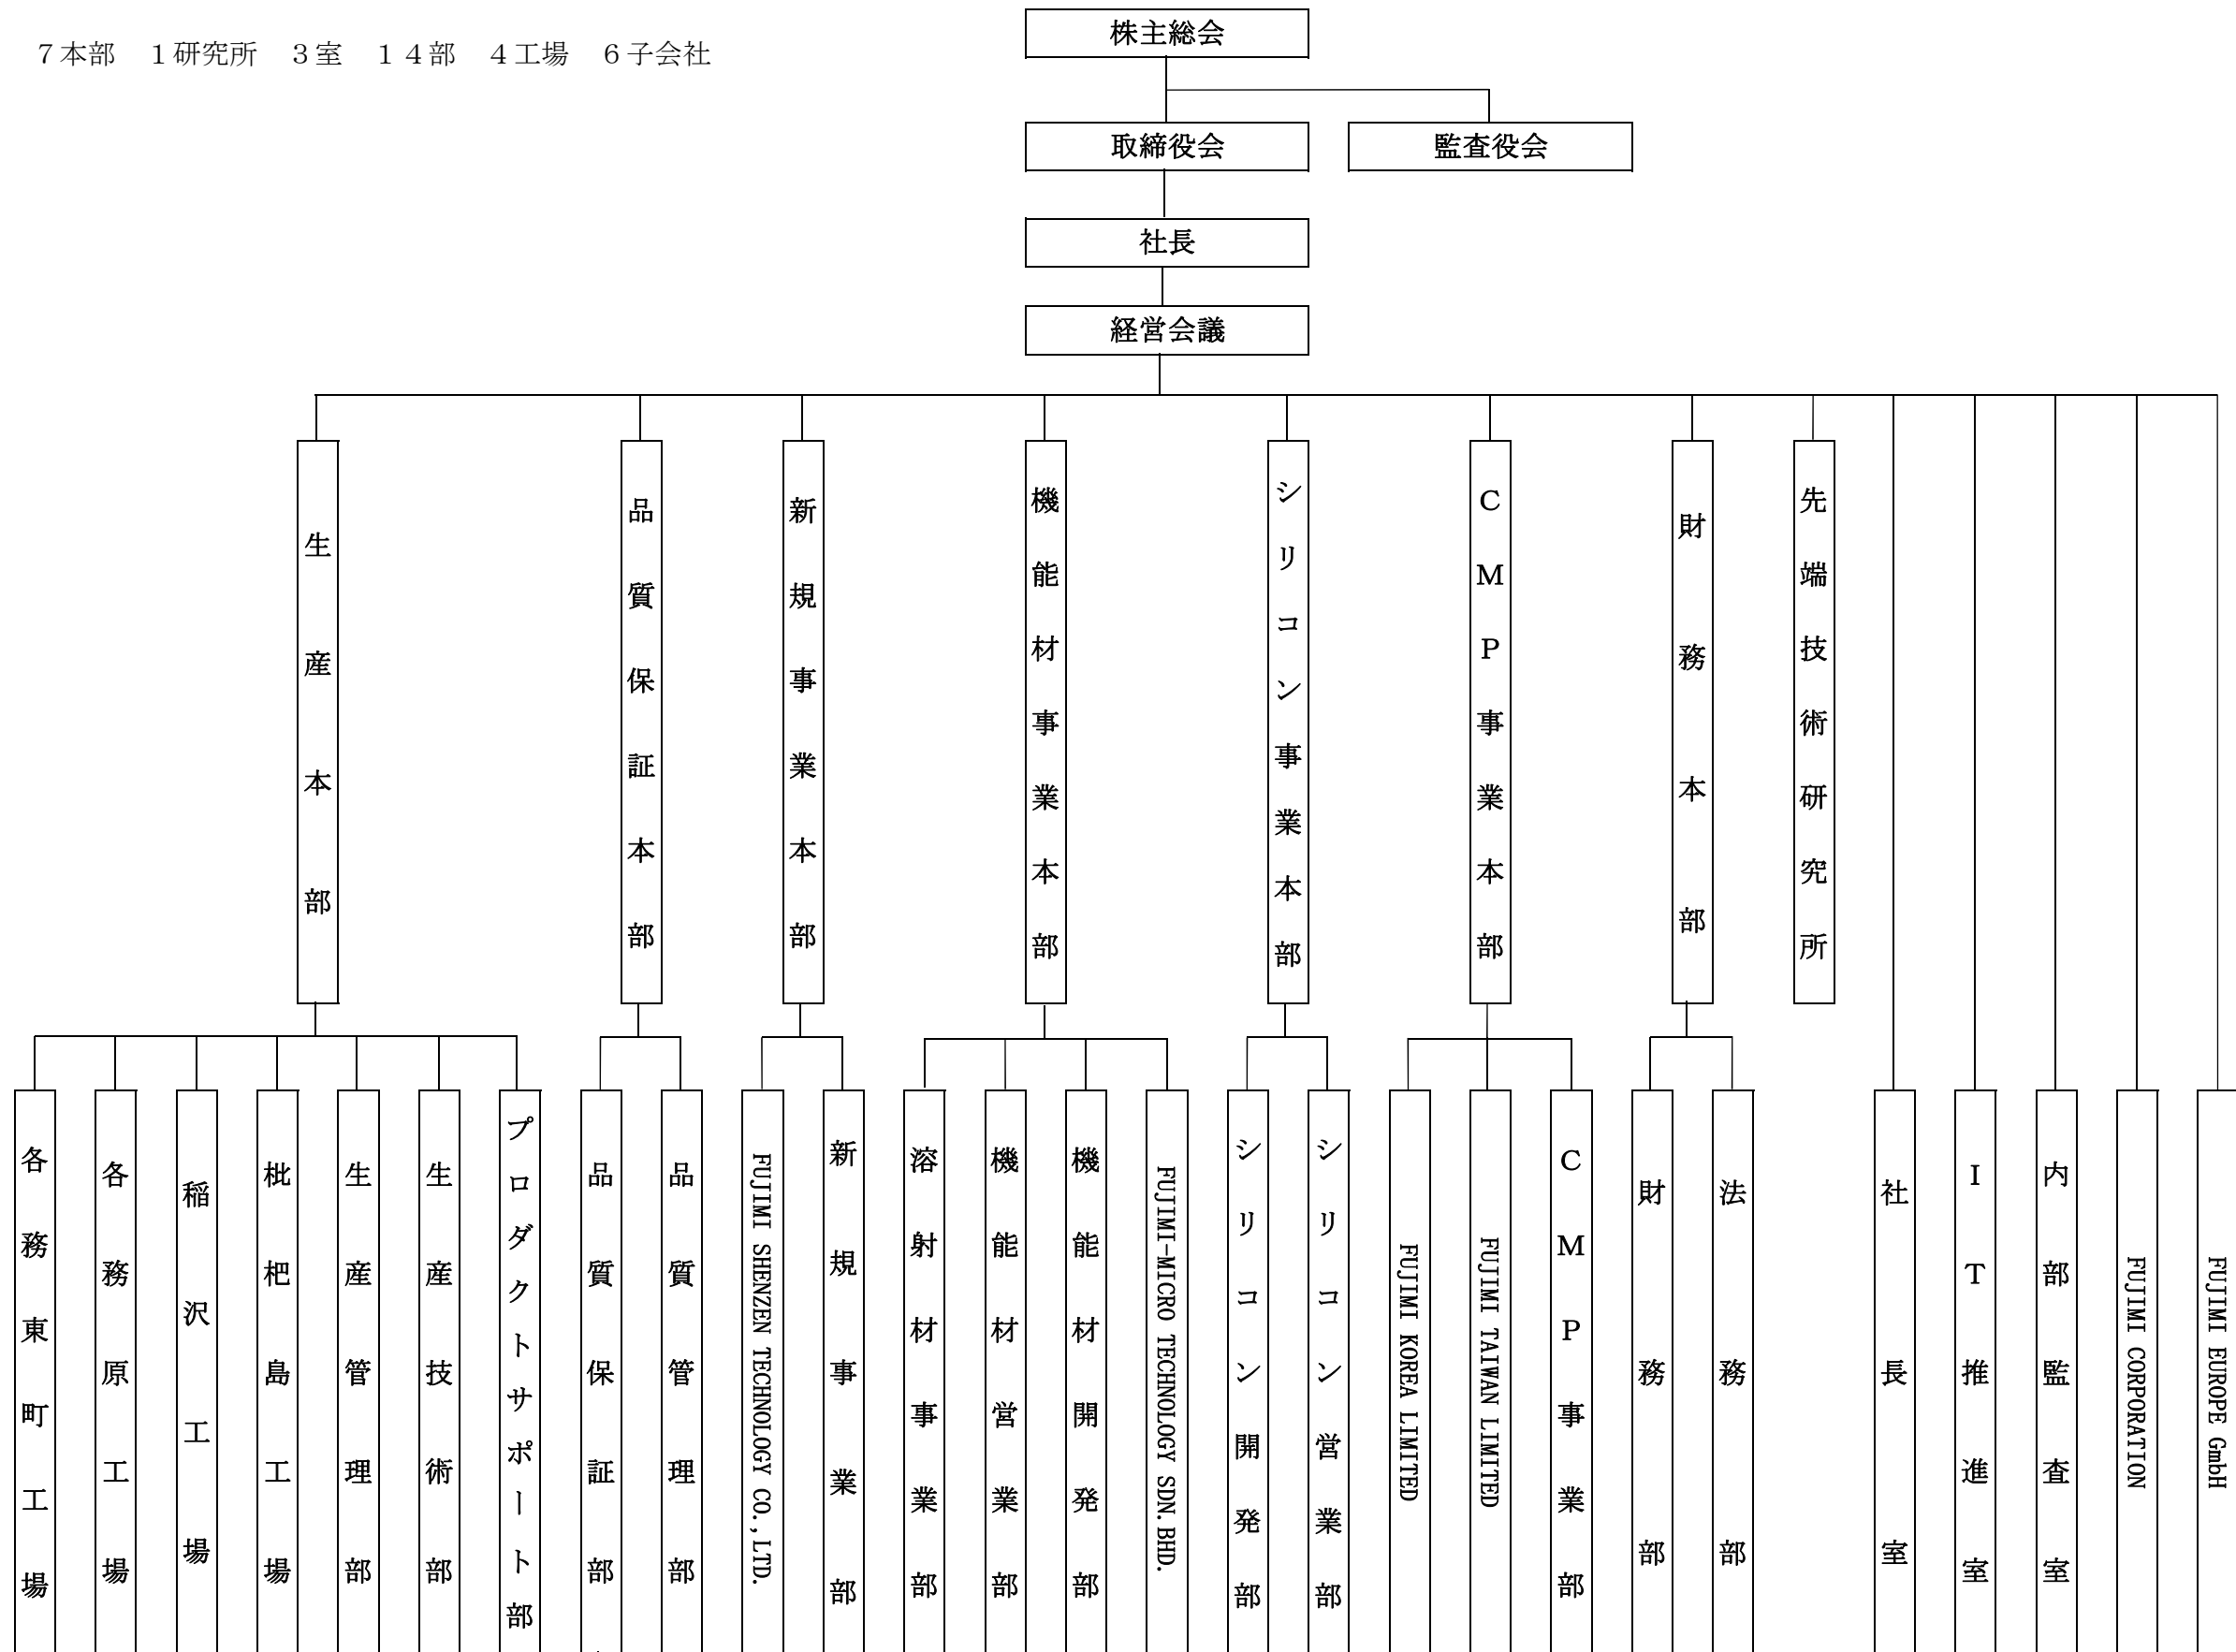 ７本部　１研究所　３室　１４部　４工場　６子会社
株主総会
取締役会
監査役会
社長
経営会議
生産本部
品質保証本部
新規事業本部
機能材事業本部
シリコン事業本部
ＣＭＰ事業本部
財務本部
先端技術研究所
各務東町工場
各務原工場
稲沢工場
枇杷島工場
生産管理部
生産技術部
プロダクトサポート部
品質保証部
品質管理部
FUJIMI SHENZEN TECHNOLOGY CO.,LTD.
新規事業部
溶射材事業部
機能材営業部
機能材開発部
FUJIMI-MICRO TECHNOLOGY SDN.BHD.
シリコン開発部
シリコン営業部
FUJIMI KOREA LIMITED
FUJIMI TAIWAN LIMITED
ＣＭＰ事業部
財務部
法務部
社長室
ＩＴ推進室
内部監査室
FUJIMI CORPORATION
FUJIMI EUROPE GmbH